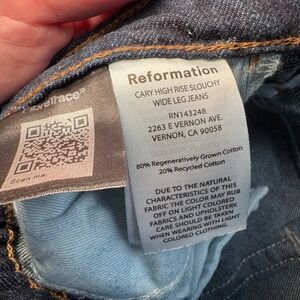 FibreTrace®
Scan me
Reformation
CARY HIGH RISE SLOUCHY
WIDE LEG JEANS
RN143248
2263 E VERNON AVE.
VERNON, CA 90058
80% Regeneratively Grown Cotton
20% Recycled Cotton
DUE TO THE NATURAL
CHARACTERISTICS OF THIS
FABRIC THE COLOR MAY RUB
OFF ON LIGHT COLORED
FABRICS AND UPHOLSTERY.
CARE SHOULD BE TAKEN
WHEN WEARING WITH LIGHT
COLORED CLOTHING.